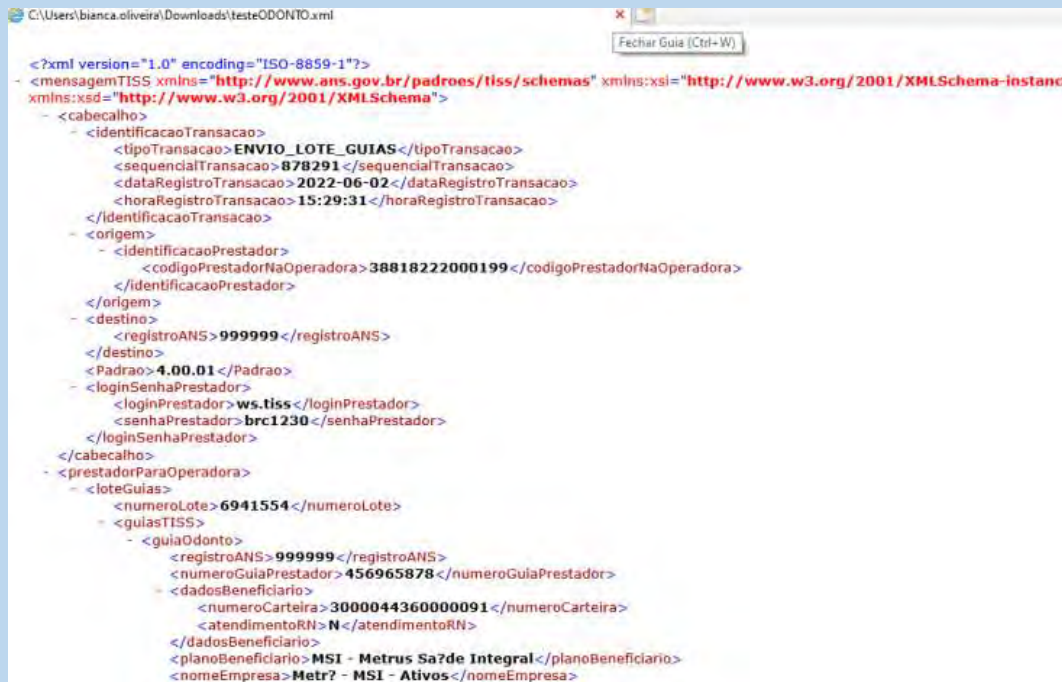 C:\Users\bianca.oliveira\Downloads\testeODONTO.xml
Fechar Guia (Ctrl+W)
<?xml version="1.0" encoding="ISO-8859-1"?>
- <mensagemTISS xmlns="http://www.ans.gov.br/padroes/tiss/schemas" xmlns:xsi="http://www.w3.org/2001/XMLSchema-instanc
xmlns:xsd="http://www.w3.org/2001/XMLSchema">
- <cabecalho>
- <identificacaoTransacao>
<tipoTransacao>ENVIO_LOTE_GUIAS</tipoTransacao>
<sequencialTransacao>878291</sequencialTransacao>
<dataRegistroTransacao>2022-06-02</dataRegistroTransacao>
<horaRegistroTransacao>15:29:31</horaRegistroTransacao>
</identificacaoTransacao>
- <origem>
- <identificacaoPrestador>
<codigoPrestadorNaOperadora>38818222000199</codigoPrestadorNaOperadora>
</identificacaoPrestador>
</origem>
- <destino>
<registroANS>999999</registroANS>
</destino>
<Padrao>4.00.01</Padrao>
- <loginSenhaPrestador>
<loginPrestador>ws.tiss</loginPrestador>
<senhaPrestador>brc1230</senhaPrestador>
</loginSenhaPrestador>
</cabecalho>
- <prestadorParaOperadora>
- <loteGuias>
<numeroLote>6941554</numeroLote>
- <guiasTISS>
- <guiaOdonto>
<registroANS>999999</registroANS>
<numeroGuiaPrestador>456965878</numeroGuiaPrestador>
- <dadosBeneficiario>
<numeroCarteira>3000044360000091</numeroCarteira>
<atendimentoRN>N</atendimentoRN>
</dadosBeneficiario>
<planoBeneficiario>MSI - Metrus Sa?de Integral</planoBeneficiario>
<nomeEmpresa>Metr? - MSI - Ativos</nomeEmpresa>